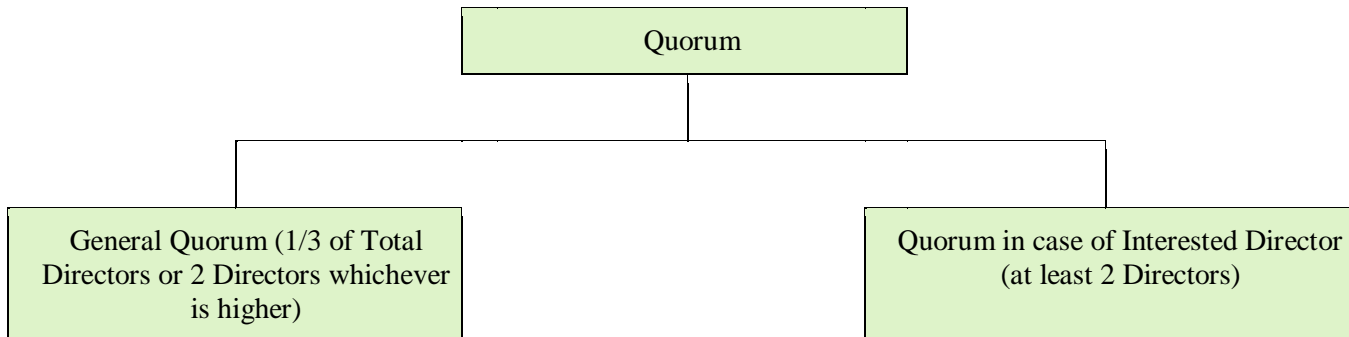 Quorum
General Quorum (1/3 of Total
Directors or 2 Directors whichever
is higher)
Quorum in case of Interested Director
(at least 2 Directors)